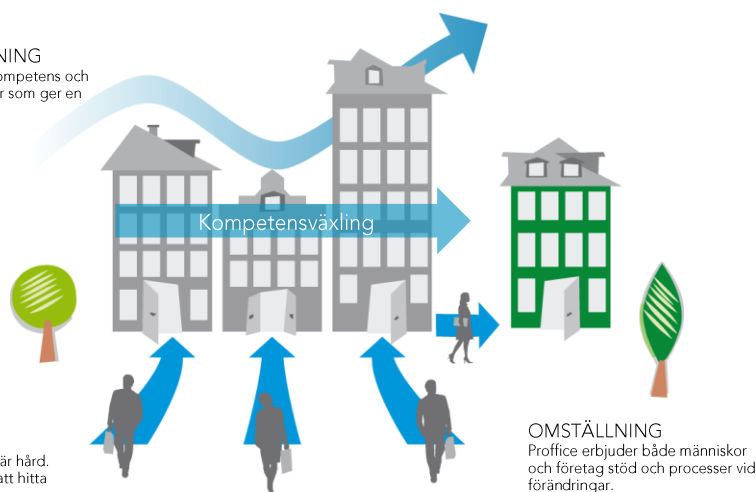 NING
ompetens och
r som ger en
Kompetensväxling
är hård.
att hitta
OMSTÄLLNING
Proffice erbjuder både människor
och företag stöd och processer vid
förändringar.